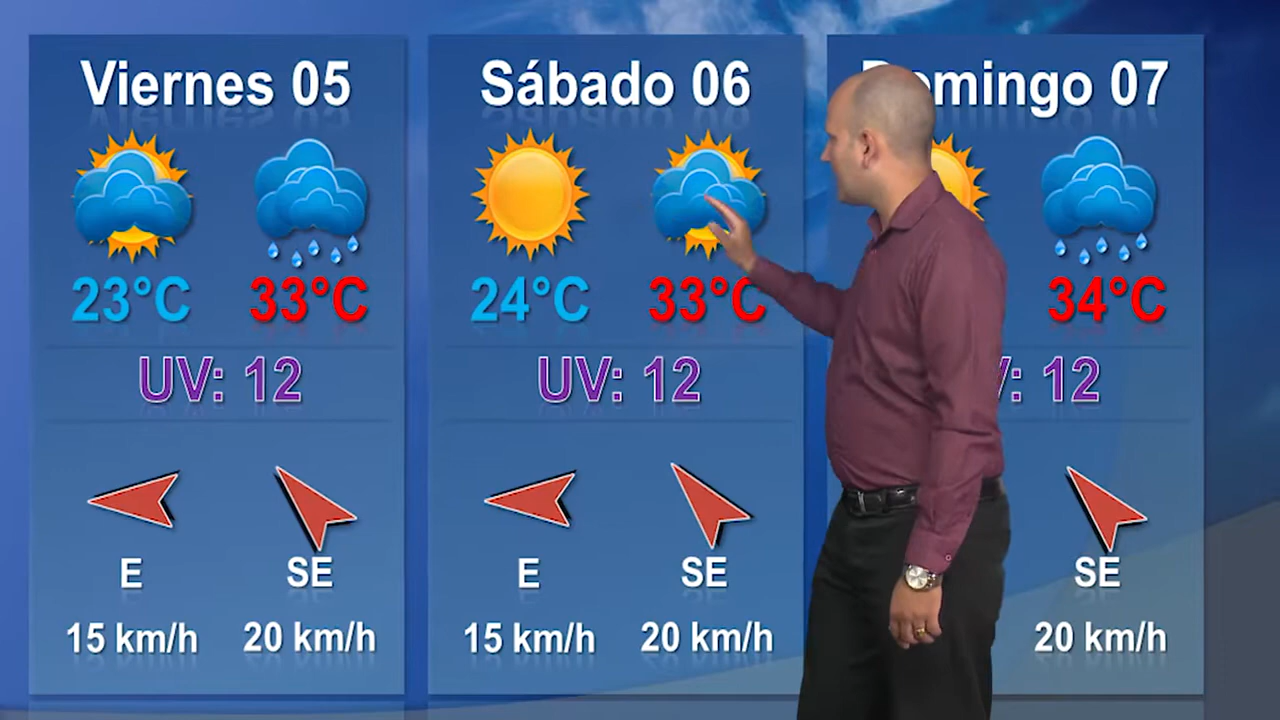 Viernes 05
23°C 33°C
UV: 12
E SE
15 km/h 20 km/h
Sábado 06
24°C 33°C
UV: 12
E SE
15 km/h 20 km/h
Domingo 07
34°C
: 12
SE
20 km/h